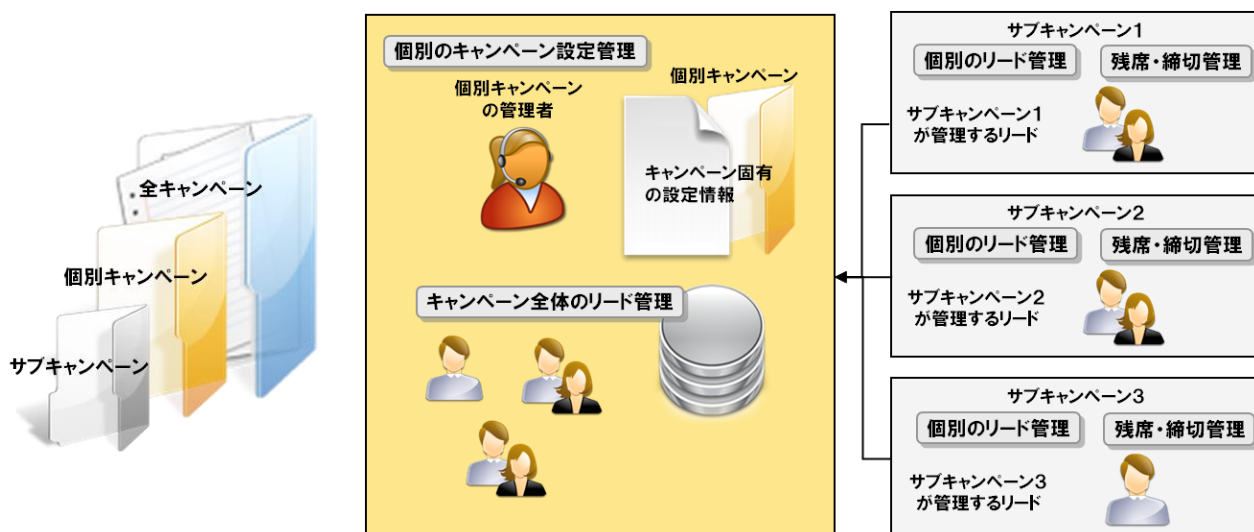 全キャンペーン
個別キャンペーン
サブキャンペーン
個別のキャンペーン設定管理
個別キャンペーン
の管理者
個別キャンペーン
キャンペーン固有
の設定情報
キャンペーン全体のリード管理
サブキャンペーン1
個別のリード管理
残席・締切管理
サブキャンペーン1
が管理するリード
サブキャンペーン2
個別のリード管理
残席・締切管理
サブキャンペーン2
が管理するリード
サブキャンペーン3
個別のリード管理
残席・締切管理
サブキャンペーン3
が管理するリード